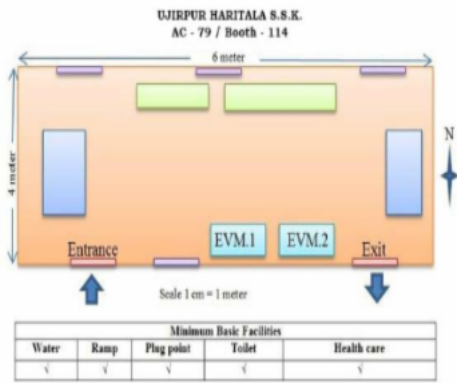 UJIRPUR HARITALA S.S.K.
AC - 79 / Booth - 114
6 meter
4 meter
N
EVM.1 EVM.2
Entrance Exit
Scale 1 cm = 1 meter
Minimum Basic Facilities
Water Ramp Plug point Toilet Health care
√ √ √ √ √